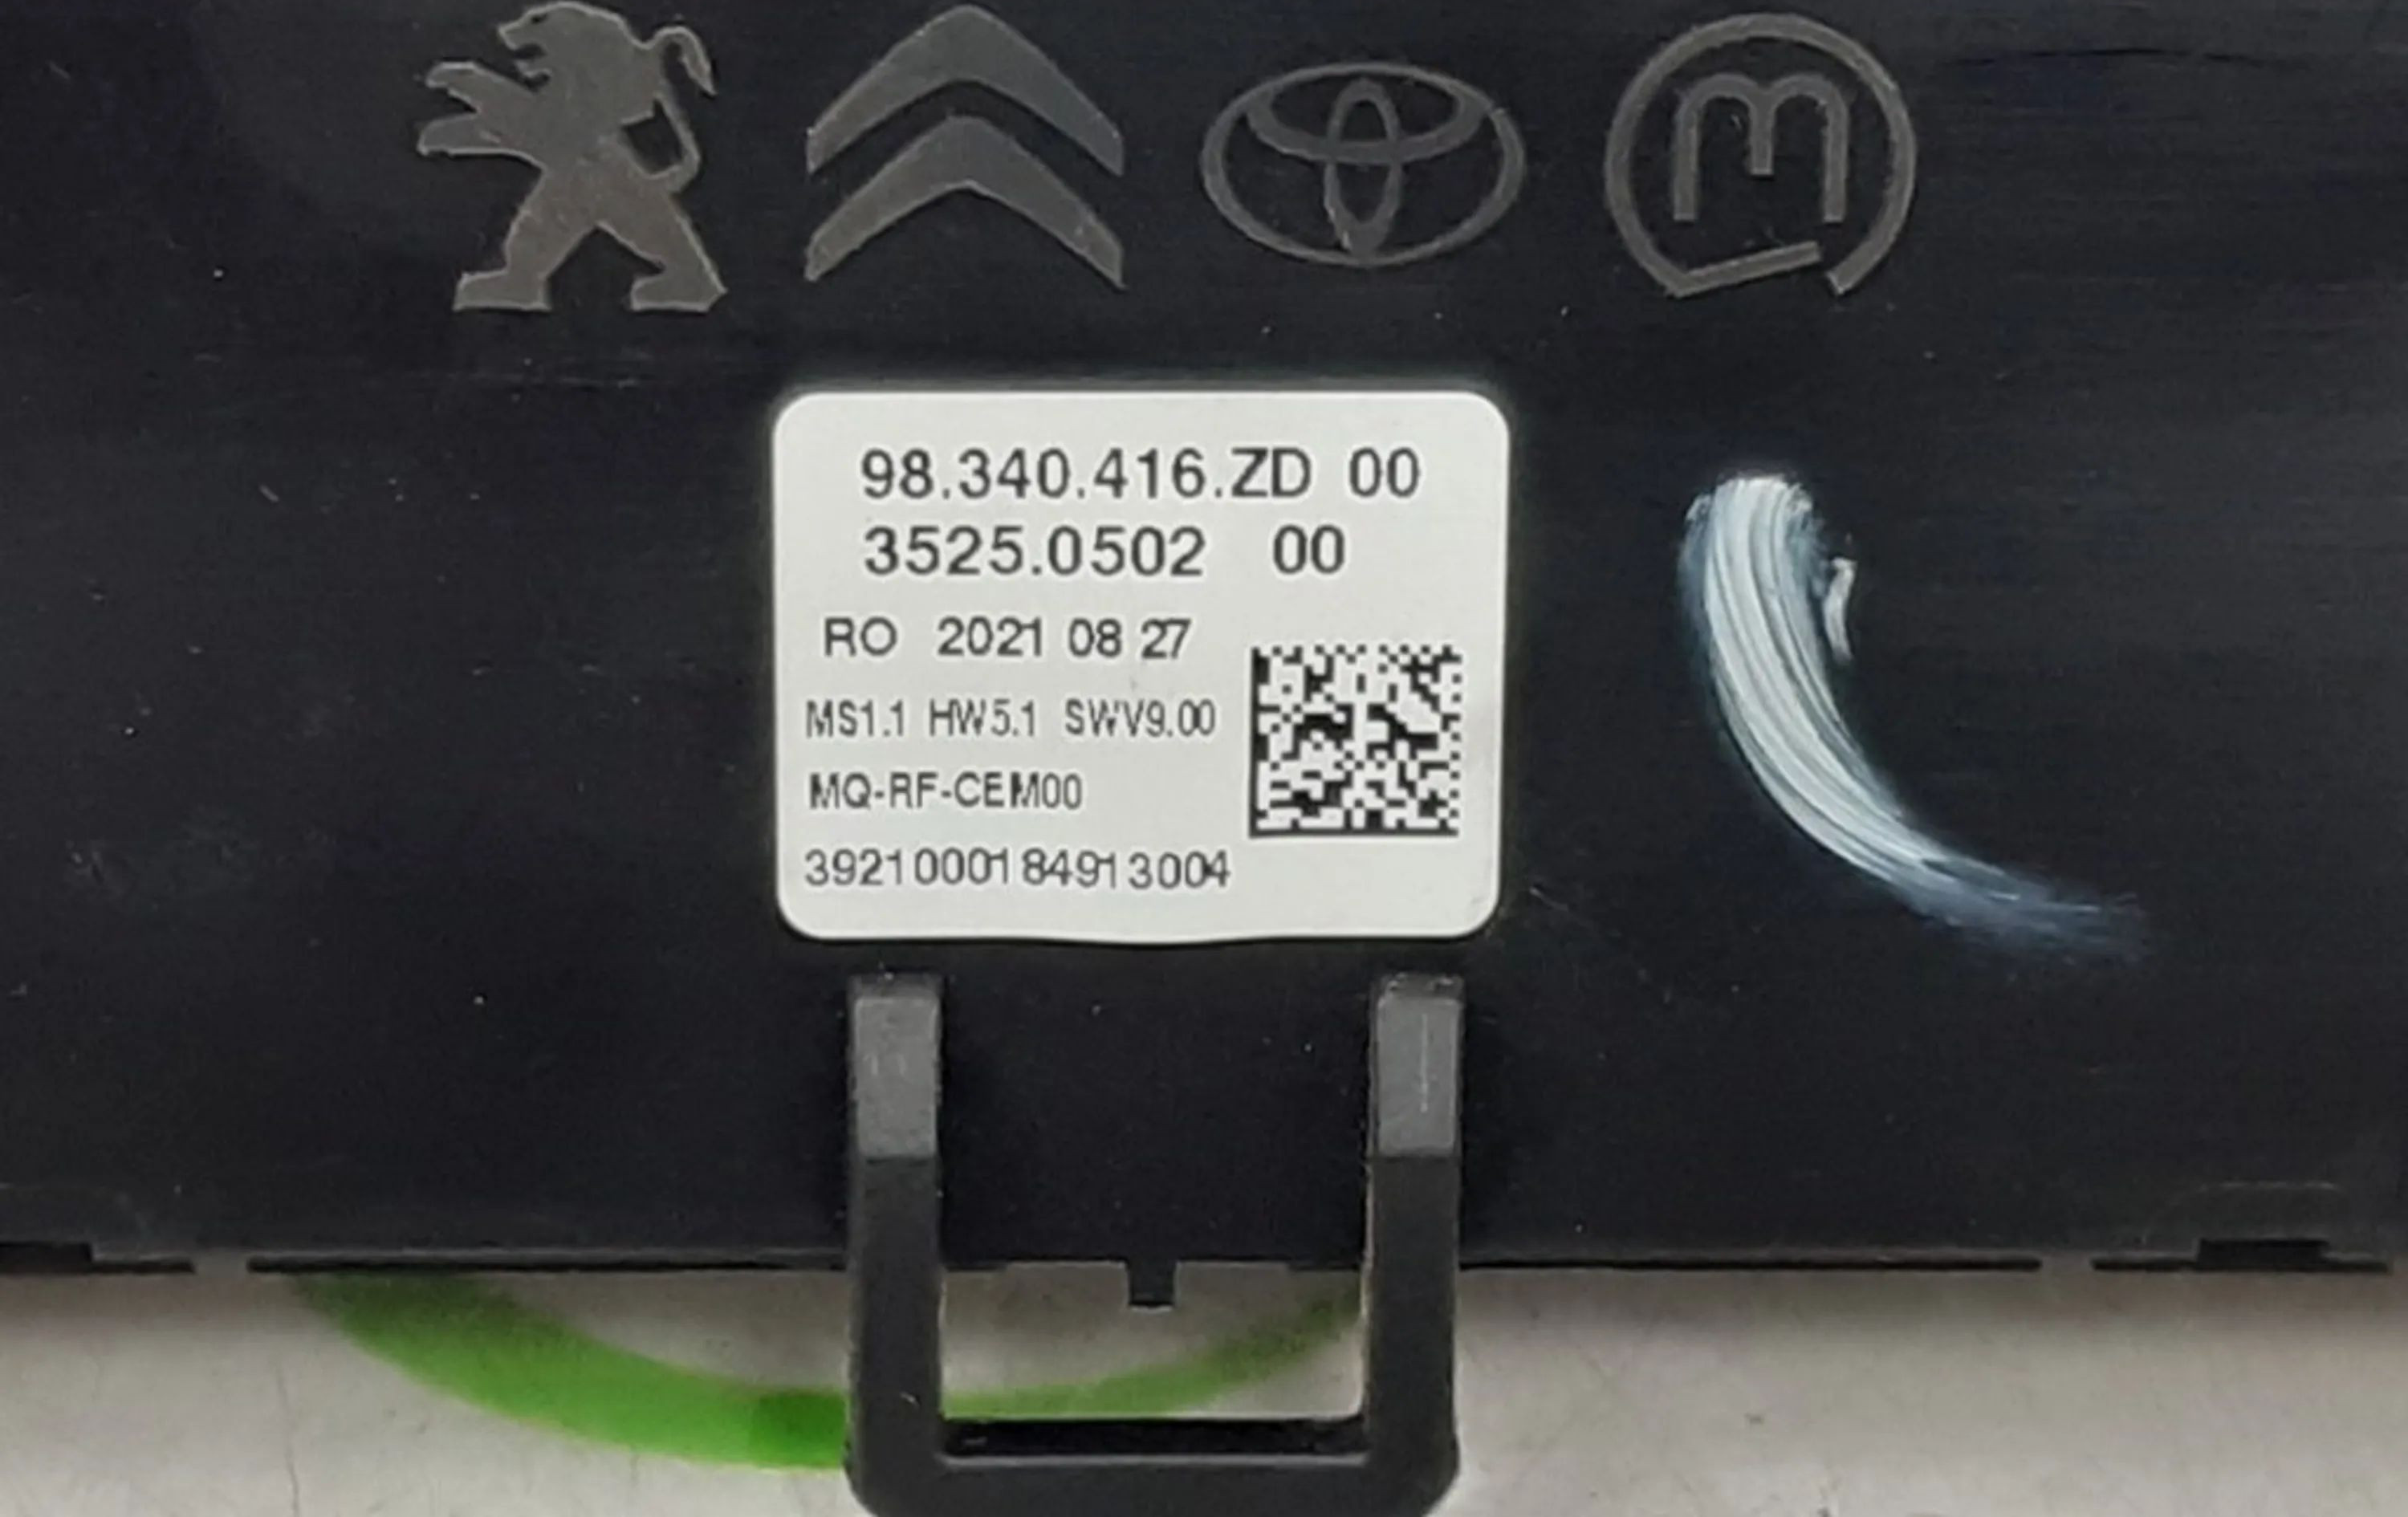 98.340.416.ZD 00
3525.0502 00
RO 2021 08 27
MS1.1 HW5.1 SWV9.00
MQ-RF-CEM00
3921000184913004